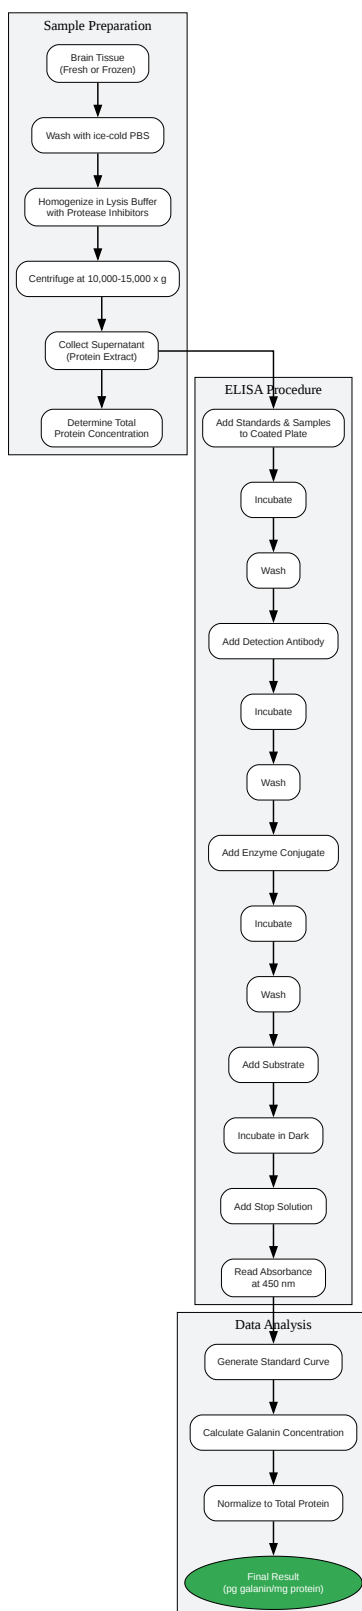 Sample Preparation
Brain Tissue
(Fresh or Frozen)
Wash with ice-cold PBS
Homogenize in Lysis Buffer
with Protease Inhibitors
Centrifuge at 10,000-15,000 x g
Collect Supernatant
(Protein Extract)
Determine Total
Protein Concentration
ELISA Procedure
Add Standards & Samples
to Coated Plate
Incubate
Wash
Add Detection Antibody
Incubate
Wash
Add Enzyme Conjugate
Incubate
Wash
Add Substrate
Incubate in Dark
Add Stop Solution
Read Absorbance
at 450 nm
Data Analysis
Generate Standard Curve
Calculate Galanin Concentration
Normalize to Total Protein
Final Result
(pg galanin/mg protein)